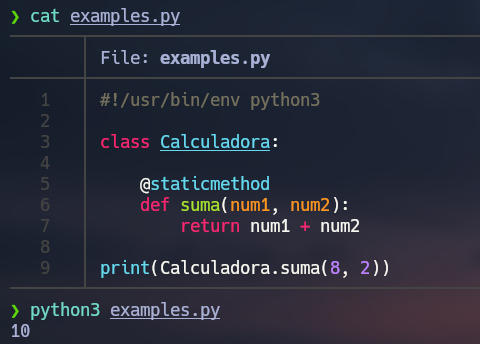 ❯ cat examples.py
File: examples.py
1 #!/usr/bin/env python3
2
3 class Calculadora:
4
5     @staticmethod
6     def suma(num1, num2):
7         return num1 + num2
8
9 print(Calculadora.suma(8, 2))
❯ python3 examples.py
10